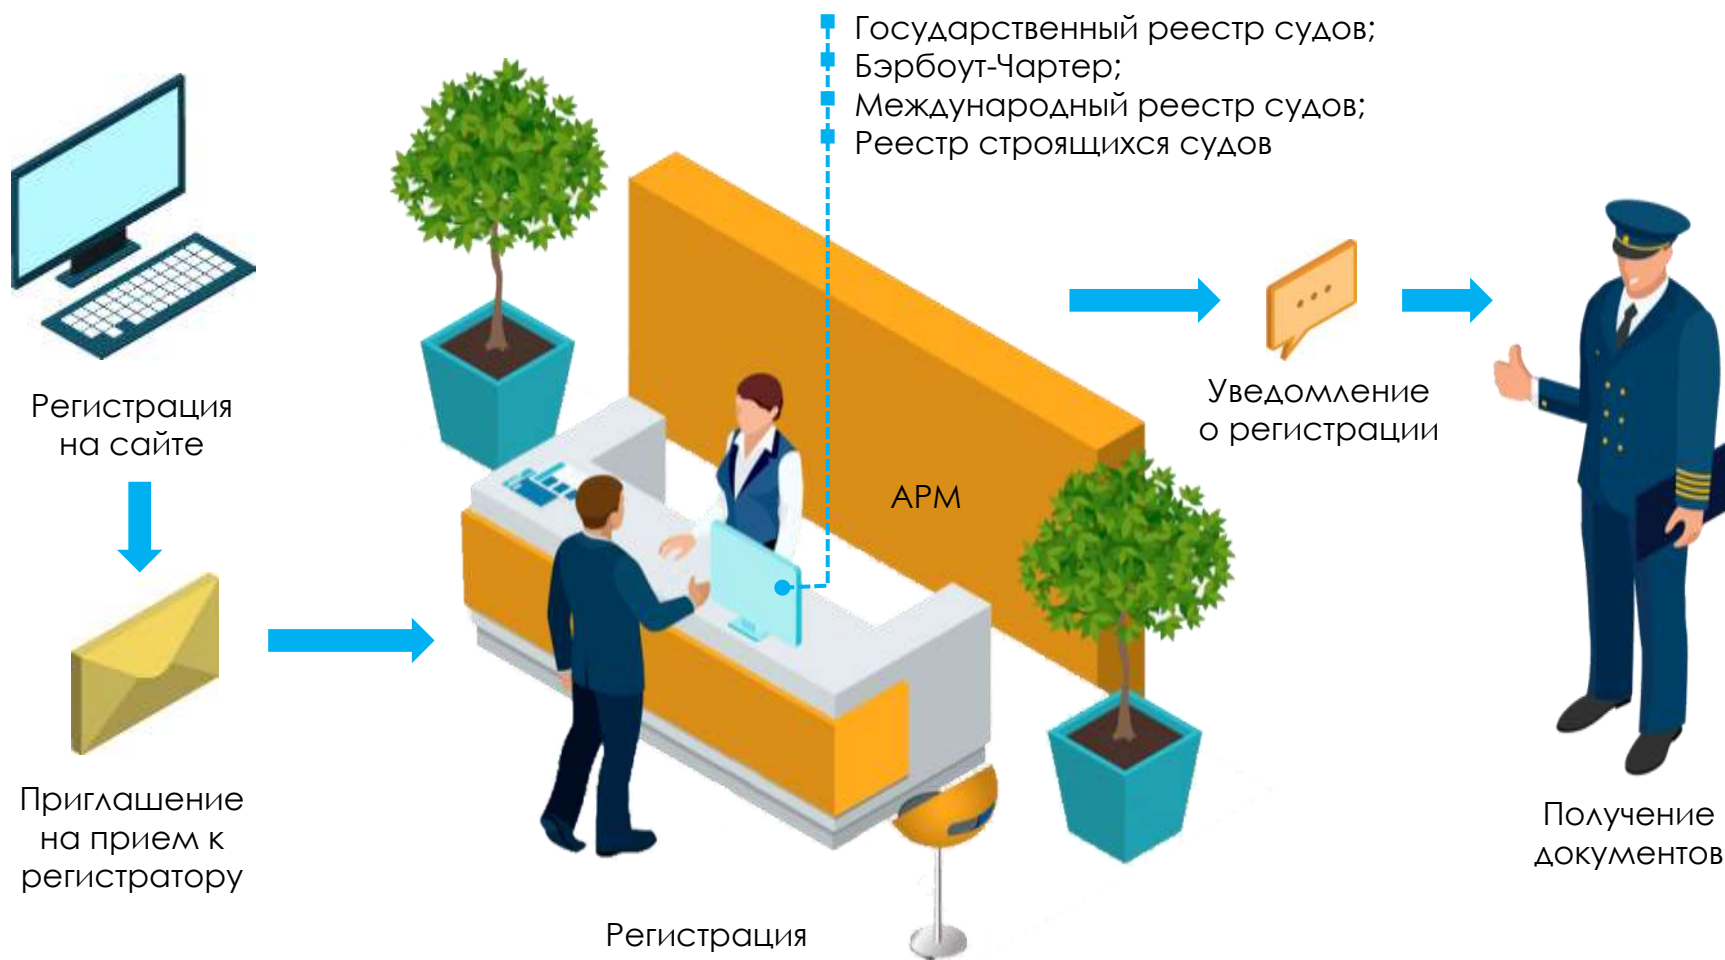 Государственный реестр судов;
Бэрбоут-Чартер;
Международный реестр судов;
Реестр строящихся судов
Регистрация
на сайте
Приглашение
на прием к
регистратору
АРМ
Регистрация
Уведомление
о регистрации
Получение
документов